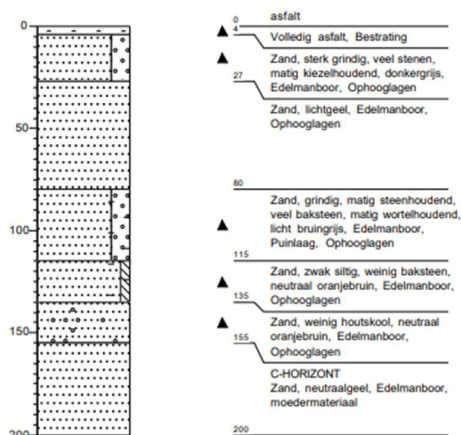 0
asfalt
0
4
Volledig asfalt, Bestrating
Zand, sterk grindig, veel stenen,
matig kiezelhoudend, donkergrijs,
Edelmanboor, Ophooglagen
27
Zand, lichtgeel, Edelmanboor,
Ophooglagen
50
80
Zand, grindig, matig steenhoudend,
veel baksteen, matig wortelhoudend,
licht bruingrijs, Edelmanboor,
Puinlaag, Ophooglagen
100
115
Zand, zwak siltig, weinig baksteen,
neutraal oranjebruin, Edelmanboor,
Ophooglagen
135
Zand, weinig houtskool, neutraal
oranjebruin, Edelmanboor,
Ophooglagen
150
155
C-HORIZONT
Zand, neutraalgeel, Edelmanboor,
moedermateriaal
200
200